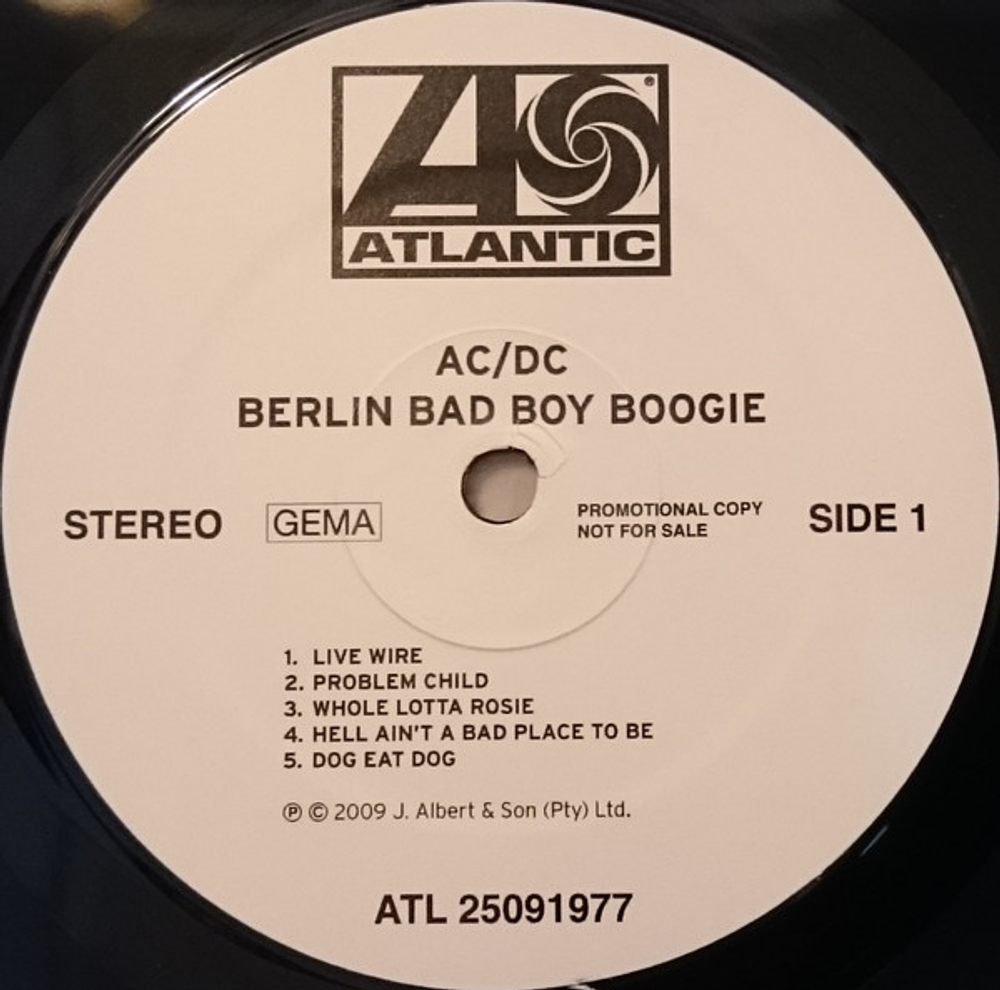 ATLANTIC
AC/DC
BERLIN BAD BOY BOOGIE
STEREO GEMA PROMOTIONAL COPY SIDE 1
NOT FOR SALE
1. LIVE WIRE
2. PROBLEM CHILD
3. WHOLE LOTTA ROSIE
4. HELL AIN'T A BAD PLACE TO BE
5. DOG EAT DOG
℗ © 2009 J. Albert & Son (Pty) Ltd.
ATL 25091977